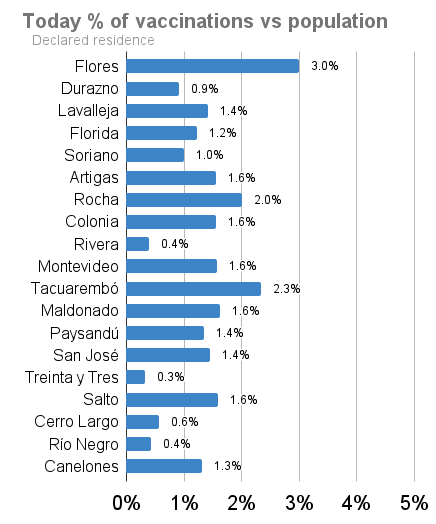 Today % of vaccinations vs population
Declared residence
Flores 3.0%
Durazno 0.9%
Lavalleja 1.4%
Florida 1.2%
Soriano 1.0%
Artigas 1.6%
Rocha 2.0%
Colonia 1.6%
Rivera 0.4%
Montevideo 1.6%
Tacuarembó 2.3%
Maldonado 1.6%
Paysandú 1.4%
San José 1.4%
Treinta y Tres 0.3%
Salto 1.6%
Cerro Largo 0.6%
Río Negro 0.4%
Canelones 1.3%
0% 1% 2% 3% 4% 5%